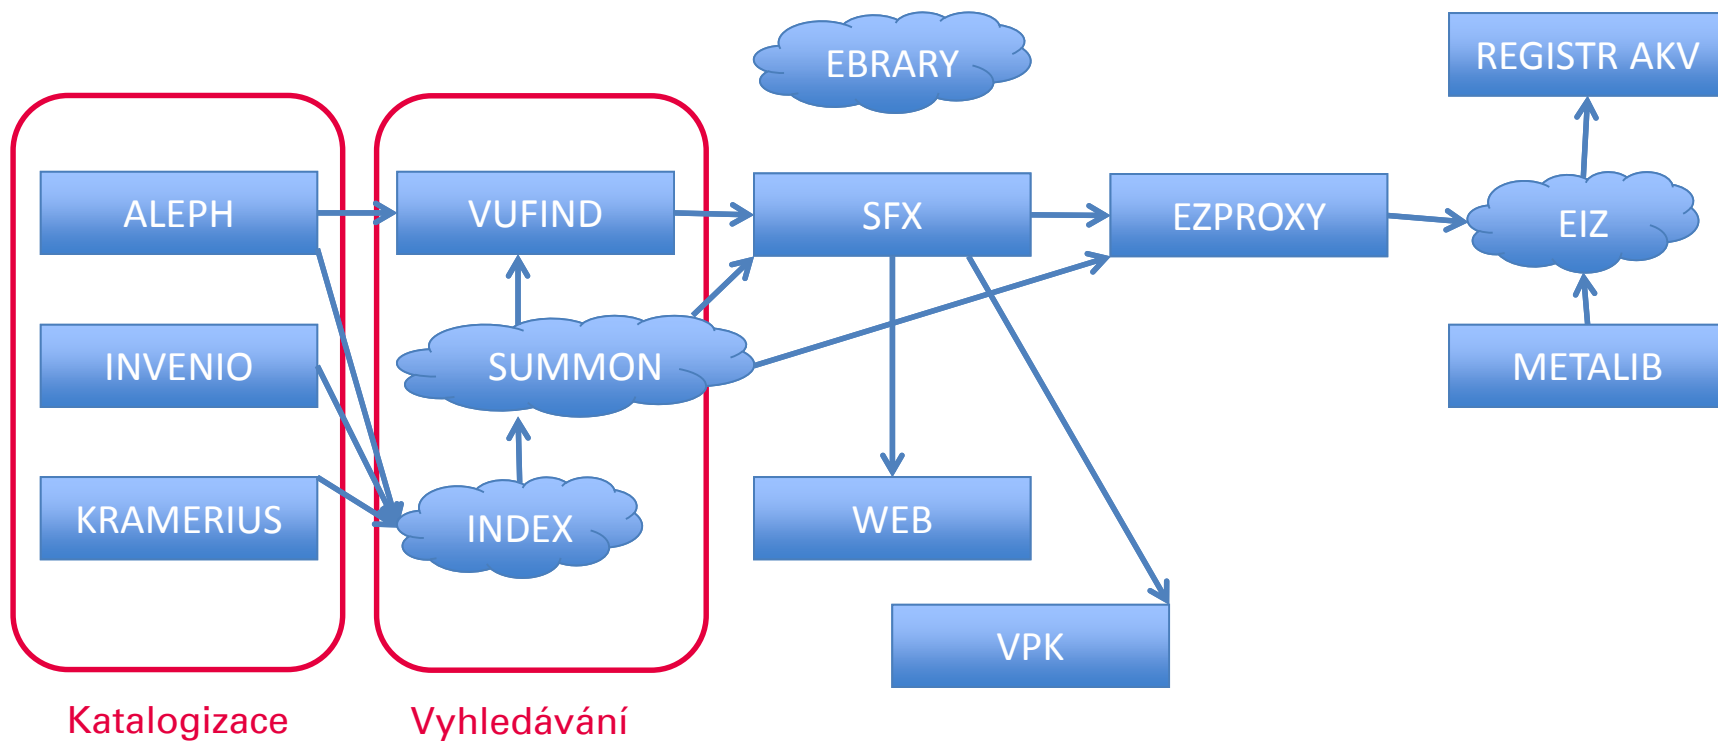 EBRARY
REGISTR AKV
ALEPH
VUFIND
SFX
EZPROXY
EIZ
INVENIO
SUMMON
METALIB
KRAMERIUS
INDEX
WEB
VPK
Katalogizace
Vyhledávání